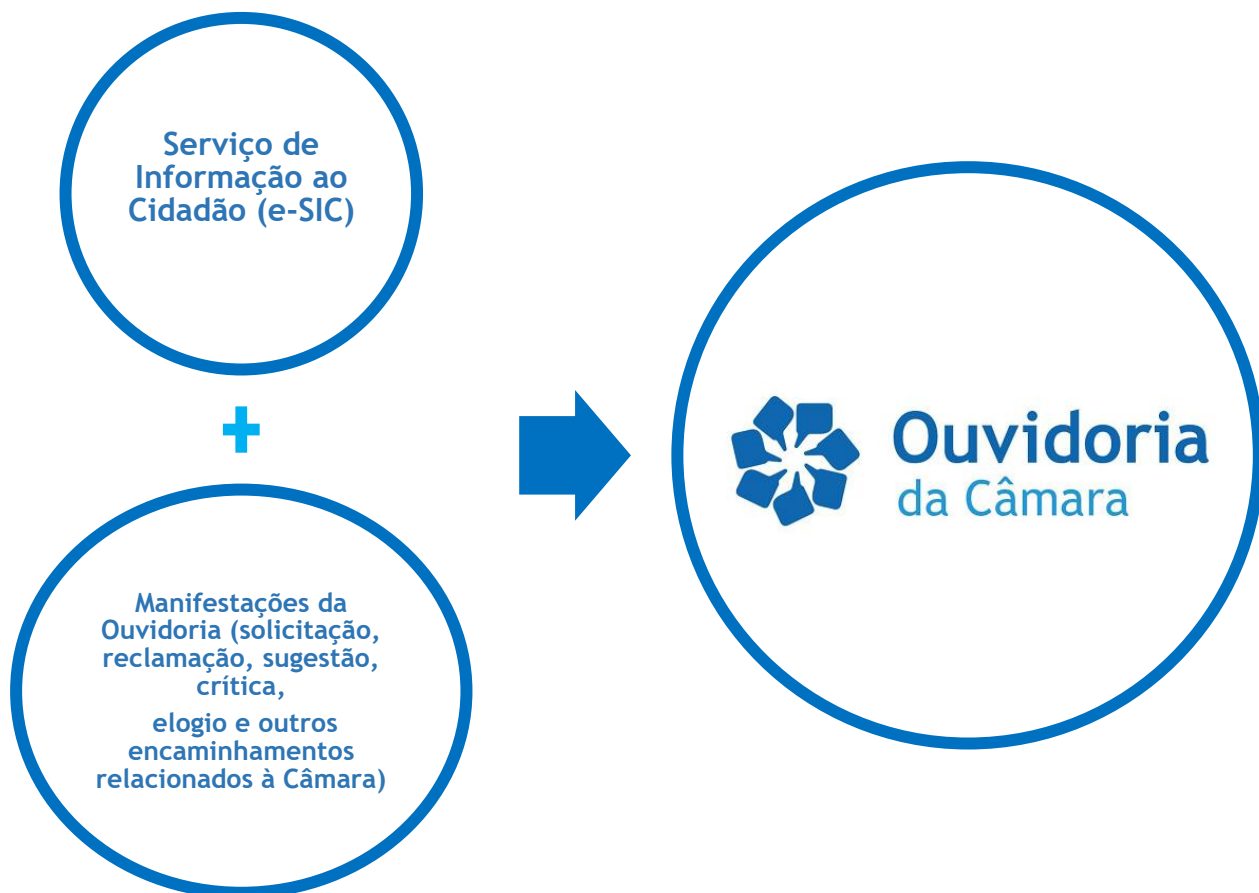 Serviço de
Informação ao
Cidadão (e-SIC)
Manifestações da
Ouvidoria (solicitação,
reclamação, sugestão,
crítica,
elogio e outros
encaminhamentos
relacionados à Câmara)
Ouvidoria
da Câmara